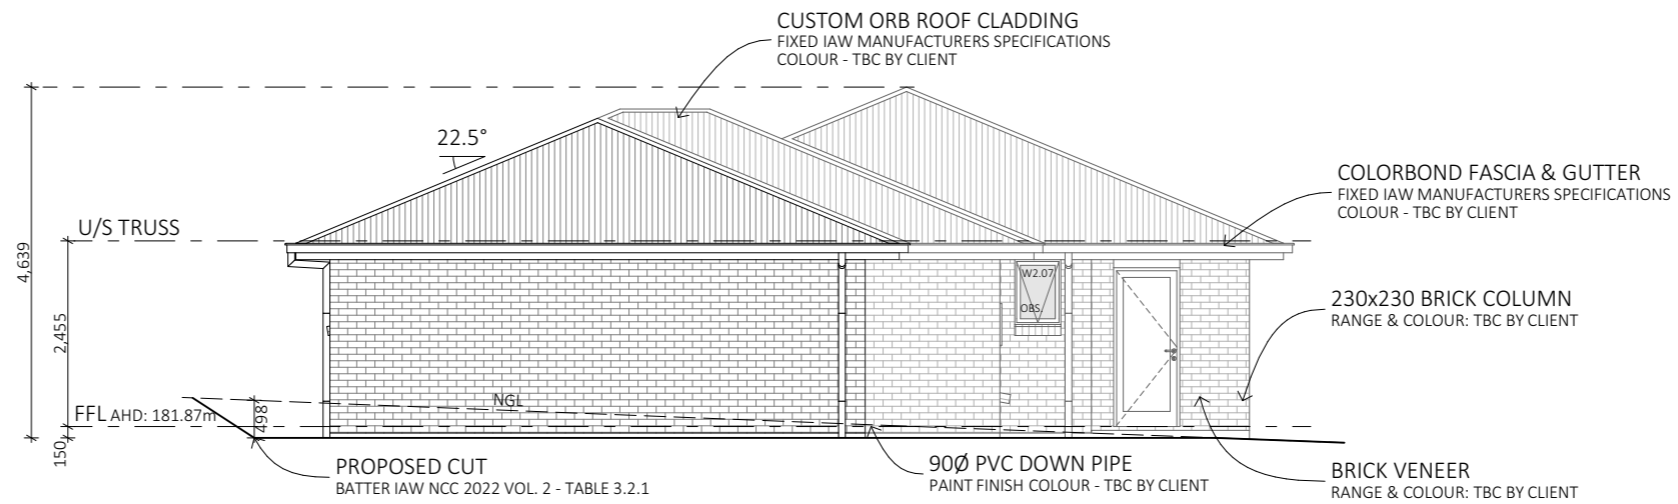 CUSTOM ORB ROOF CLADDING
FIXED IAW MANUFACTURERS SPECIFICATIONS
COLOUR - TBC BY CLIENT
22.5°
COLORBOND FASCIA & GUTTER
FIXED IAW MANUFACTURERS SPECIFICATIONS
COLOUR - TBC BY CLIENT
U/S TRUSS
4,639
2,455
W2.07
OBS.
230x230 BRICK COLUMN
RANGE & COLOUR: TBC BY CLIENT
NGL
FFL AHD: 181.87m
498
150
PROPOSED CUT
BATTER IAW NCC 2022 VOL. 2 - TABLE 3.2.1
90Ø PVC DOWN PIPE
PAINT FINISH COLOUR - TBC BY CLIENT
BRICK VENEER
RANGE & COLOUR: TBC BY CLIENT